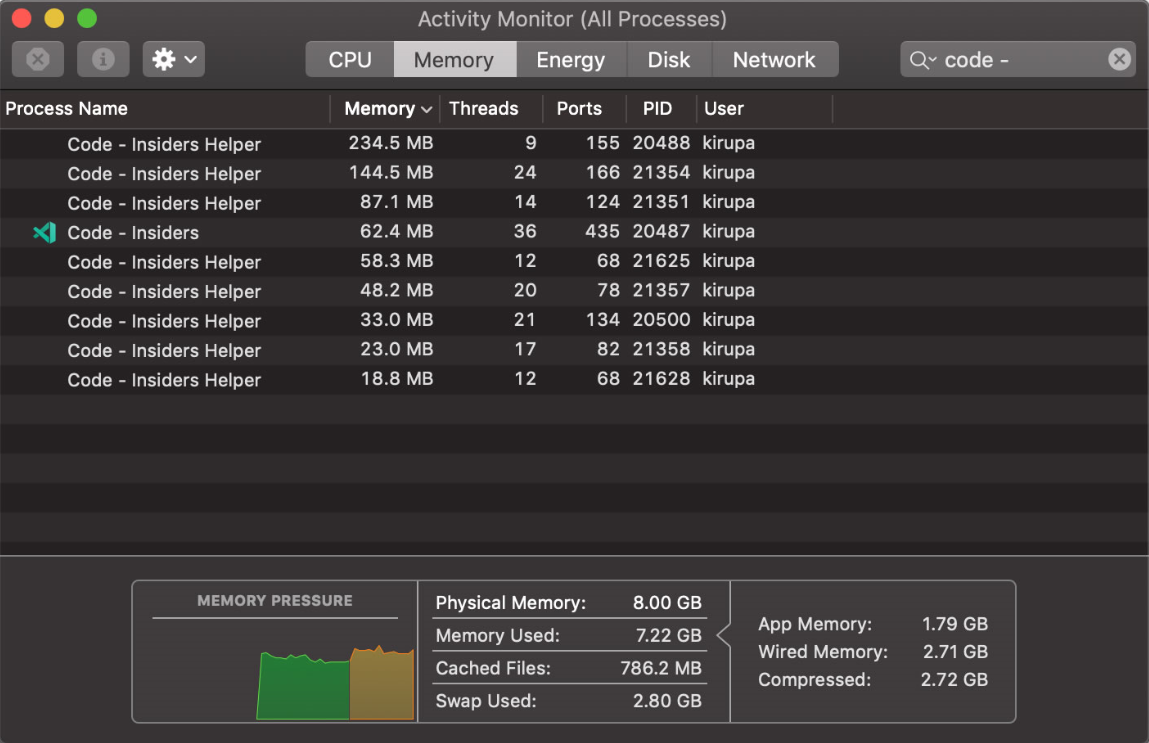 Activity Monitor (All Processes)
CPU Memory Energy Disk Network code -
Process Name Memory Threads Ports PID User
Code - Insiders Helper 234.5 MB 9 155 20488 kirupa
Code - Insiders Helper 144.5 MB 24 166 21354 kirupa
Code - Insiders Helper 87.1 MB 14 124 21351 kirupa
Code - Insiders 62.4 MB 36 435 20487 kirupa
Code - Insiders Helper 58.3 MB 12 68 21625 kirupa
Code - Insiders Helper 48.2 MB 20 78 21357 kirupa
Code - Insiders Helper 33.0 MB 21 134 20500 kirupa
Code - Insiders Helper 23.0 MB 17 82 21358 kirupa
Code - Insiders Helper 18.8 MB 12 68 21628 kirupa
MEMORY PRESSURE
Physical Memory: 8.00 GB
Memory Used: 7.22 GB
Cached Files: 786.2 MB
Swap Used: 2.80 GB
App Memory: 1.79 GB
Wired Memory: 2.71 GB
Compressed: 2.72 GB